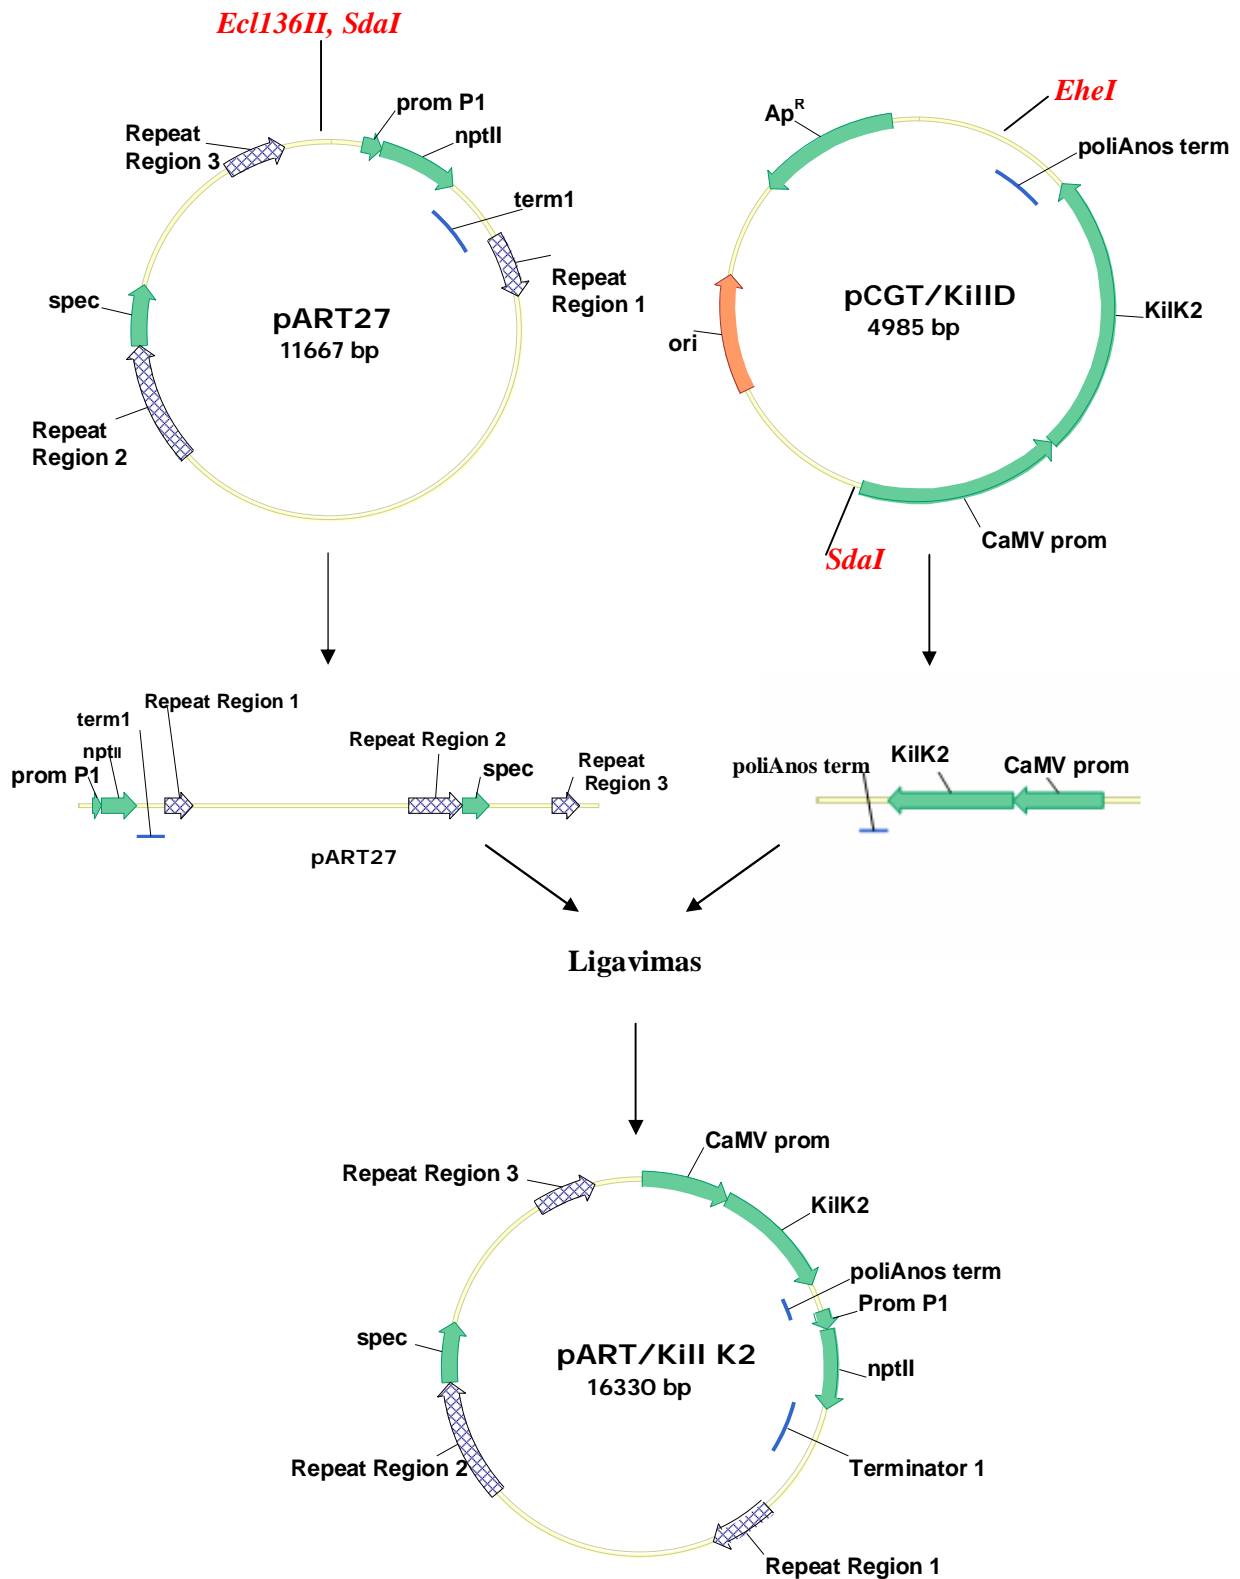 Ecl136II, SdaI
prom P1
nptII
Repeat
Region 3
term1
Repeat
Region 1
spec
pART27
11667 bp
Repeat
Region 2
EheI
Ap^R
poliAnos term
pCGT/KillD
4985 bp
KilK2
ori
CaMV prom
SdaI
Repeat Region 1
term1
nptII
prom P1
Repeat Region 2
spec
Repeat
Region 3
pART27
poliAnos term
KilK2
CaMV prom
Ligavimas
CaMV prom
Repeat Region 3
KilK2
poliAnos term
Prom P1
spec
pART/Kill K2
16330 bp
nptII
Repeat Region 2
Terminator 1
Repeat Region 1